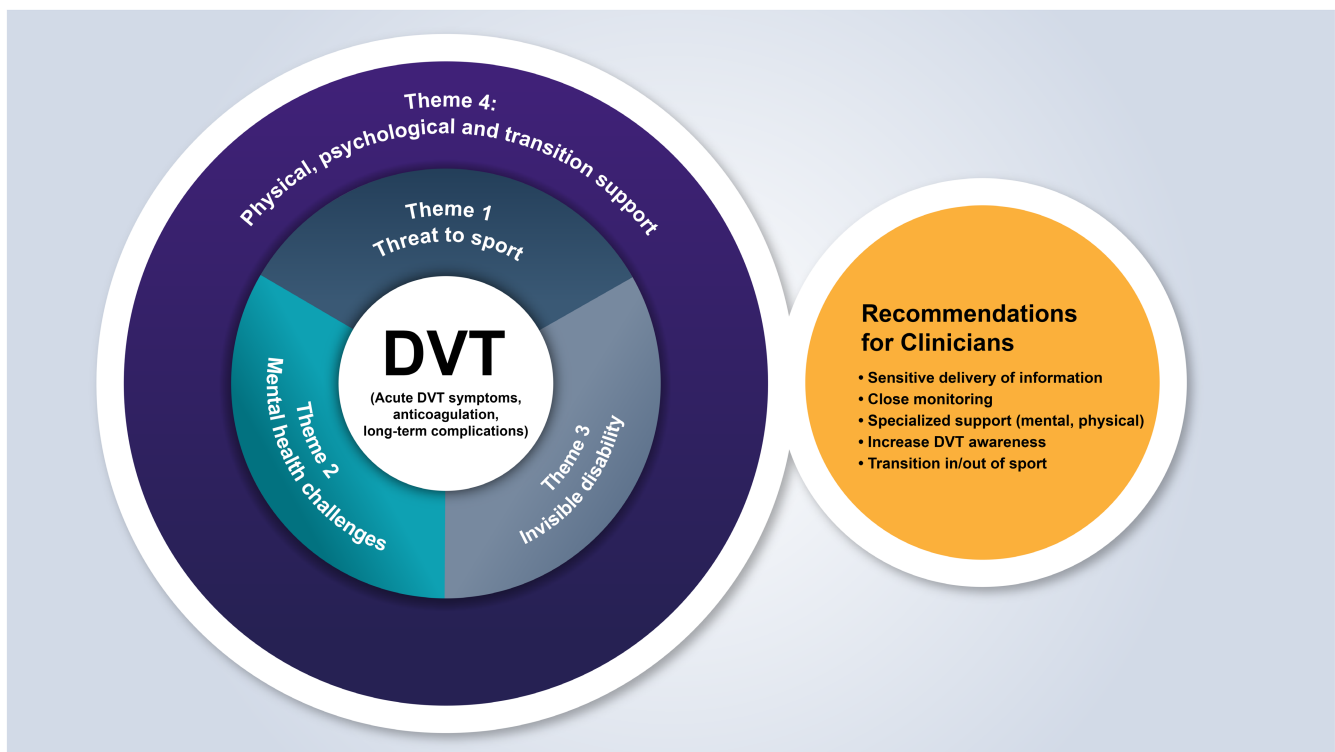 Theme 4:
Physical, psychological and transition support
Theme 1
Threat to sport
DVT
(Acute DVT symptoms,
anticoagulation,
long-term complications)
Theme 2
Mental health challenges
Theme 3
Invisible disability
Recommendations
for Clinicians
• Sensitive delivery of information
• Close monitoring
• Specialized support (mental, physical)
• Increase DVT awareness
• Transition in/out of sport